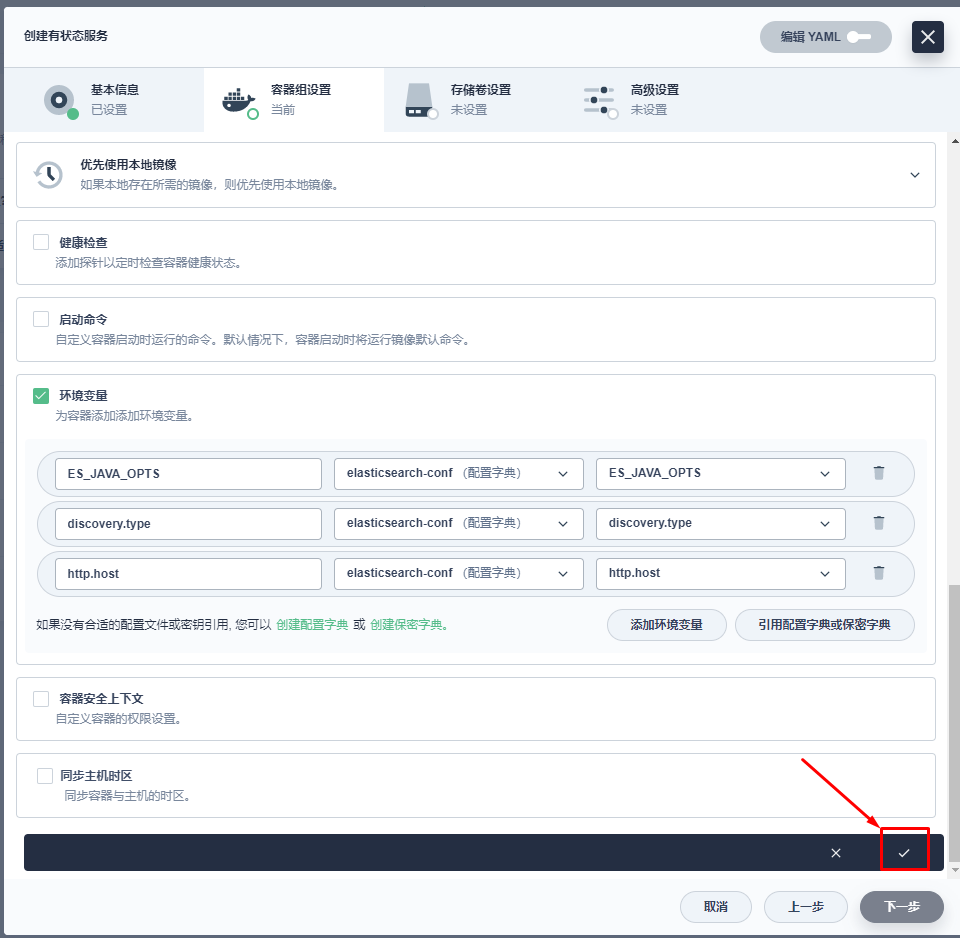 创建有状态服务
编辑 YAML
基本信息
已设置
容器组设置
当前
存储卷设置
未设置
高级设置
未设置
优先使用本地镜像
如果本地存在所需的镜像，则优先使用本地镜像。
健康检查
添加探针以定时检查容器健康状态。
启动命令
自定义容器启动时运行的命令。默认情况下，容器启动时将运行镜像默认命令。
环境变量
为容器添加添加环境变量。
ES_JAVA_OPTS elasticsearch-conf （配置字典） ES_JAVA_OPTS
discovery.type elasticsearch-conf （配置字典） discovery.type
http.host elasticsearch-conf （配置字典） http.host
如果没有合适的配置文件或密钥引用, 您可以 创建配置字典 或 创建保密字典。 添加环境变量 引用配置字典或保密字典
容器安全上下文
自定义容器的权限设置。
同步主机时区
同步容器与主机的时区。
取消 上一步 下一步